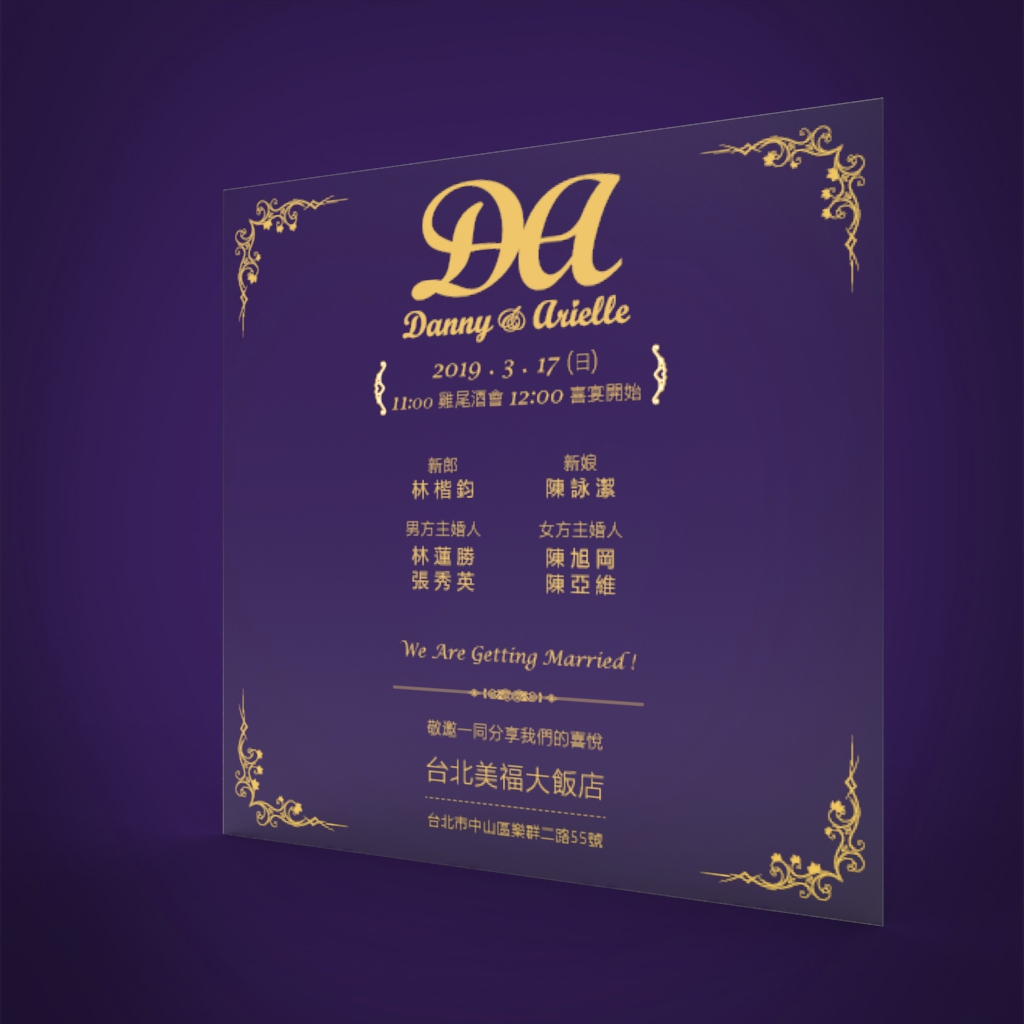 DA
Danny & Arielle
2019 . 3 . 17 (日)
11:00 雞尾酒會 12:00 喜宴開始
新郎 新娘
林楷鈞 陳詠潔
男方主婚人 女方主婚人
林蓮勝 陳旭岡
張秀英 陳亞維
We Are Getting Married !
敬邀一同分享我們的喜悅
台北美福大飯店
台北市中山區樂群二路55號